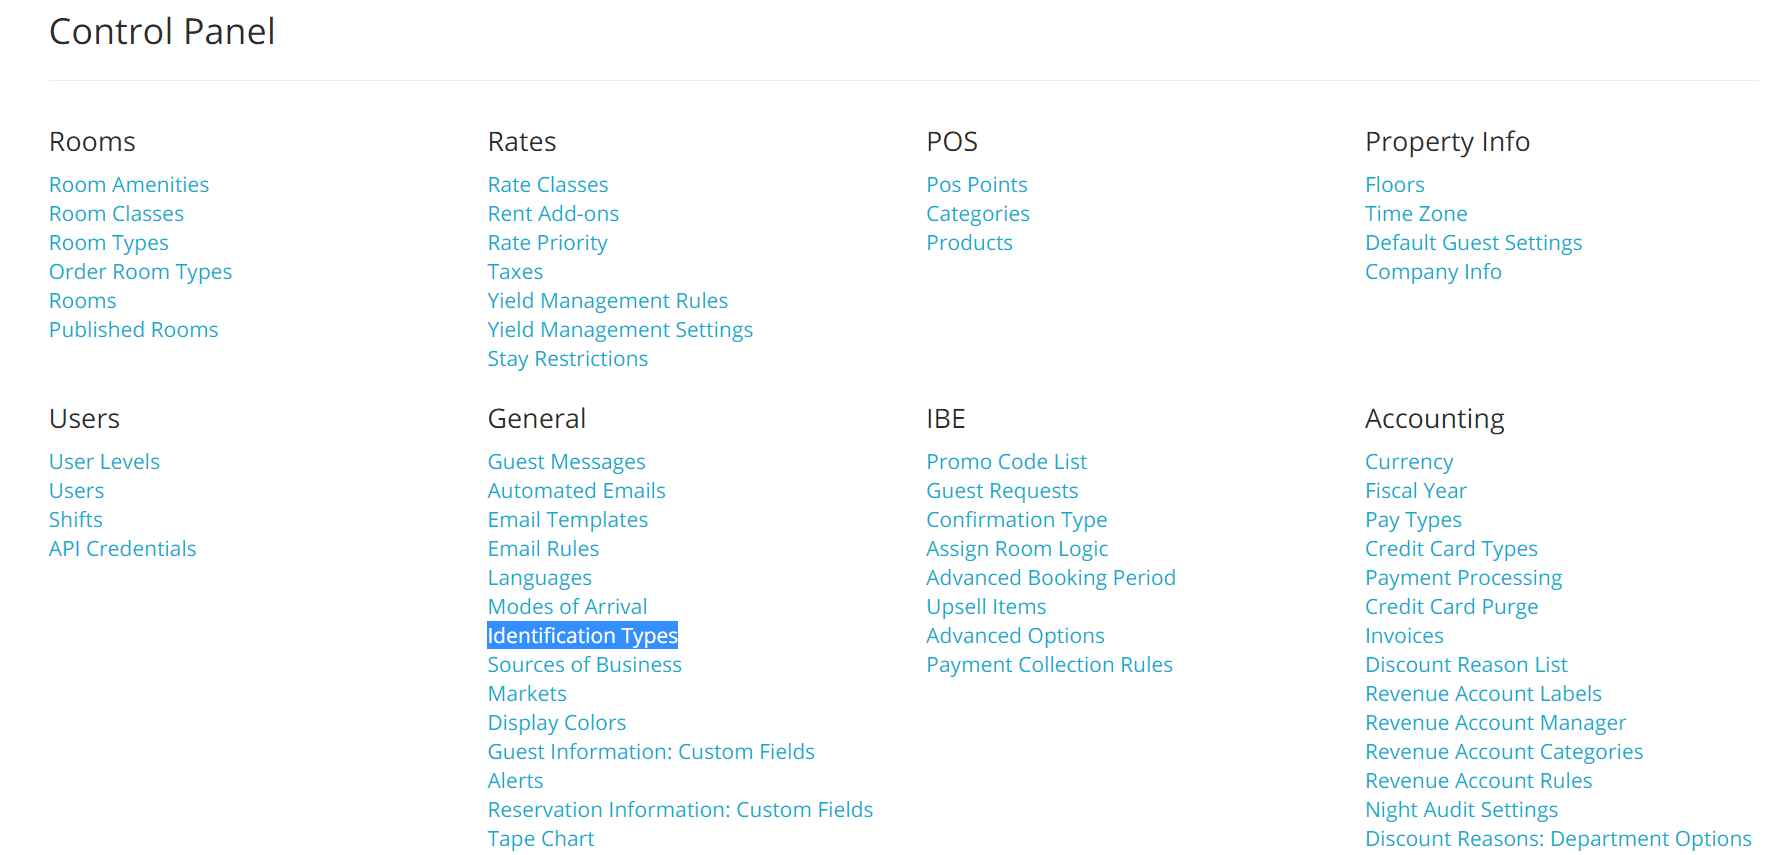 Control Panel
Rooms
Room Amenities
Room Classes
Room Types
Order Room Types
Rooms
Published Rooms
Rates
Rate Classes
Rent Add-ons
Rate Priority
Taxes
Yield Management Rules
Yield Management Settings
Stay Restrictions
POS
Pos Points
Categories
Products
Property Info
Floors
Time Zone
Default Guest Settings
Company Info
Users
User Levels
Users
Shifts
API Credentials
General
Guest Messages
Automated Emails
Email Templates
Email Rules
Languages
Modes of Arrival
Identification Types
Sources of Business
Markets
Display Colors
Guest Information: Custom Fields
Alerts
Reservation Information: Custom Fields
Tape Chart
IBE
Promo Code List
Guest Requests
Confirmation Type
Assign Room Logic
Advanced Booking Period
Upsell Items
Advanced Options
Payment Collection Rules
Accounting
Currency
Fiscal Year
Pay Types
Credit Card Types
Payment Processing
Credit Card Purge
Invoices
Discount Reason List
Revenue Account Labels
Revenue Account Manager
Revenue Account Categories
Revenue Account Rules
Night Audit Settings
Discount Reasons: Department Options